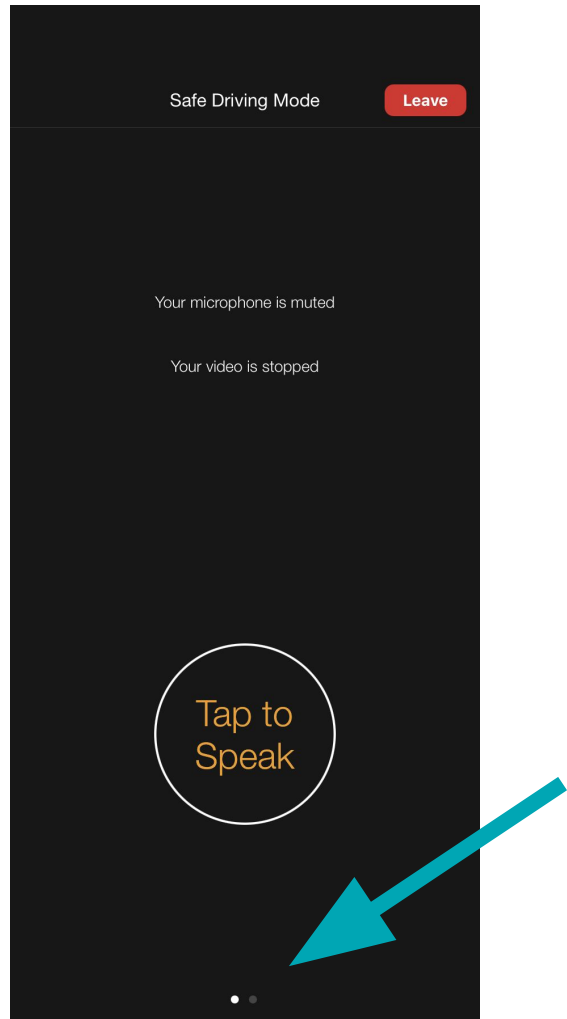 Safe Driving Mode
Leave
Your microphone is muted
Your video is stopped
Tap to
Speak